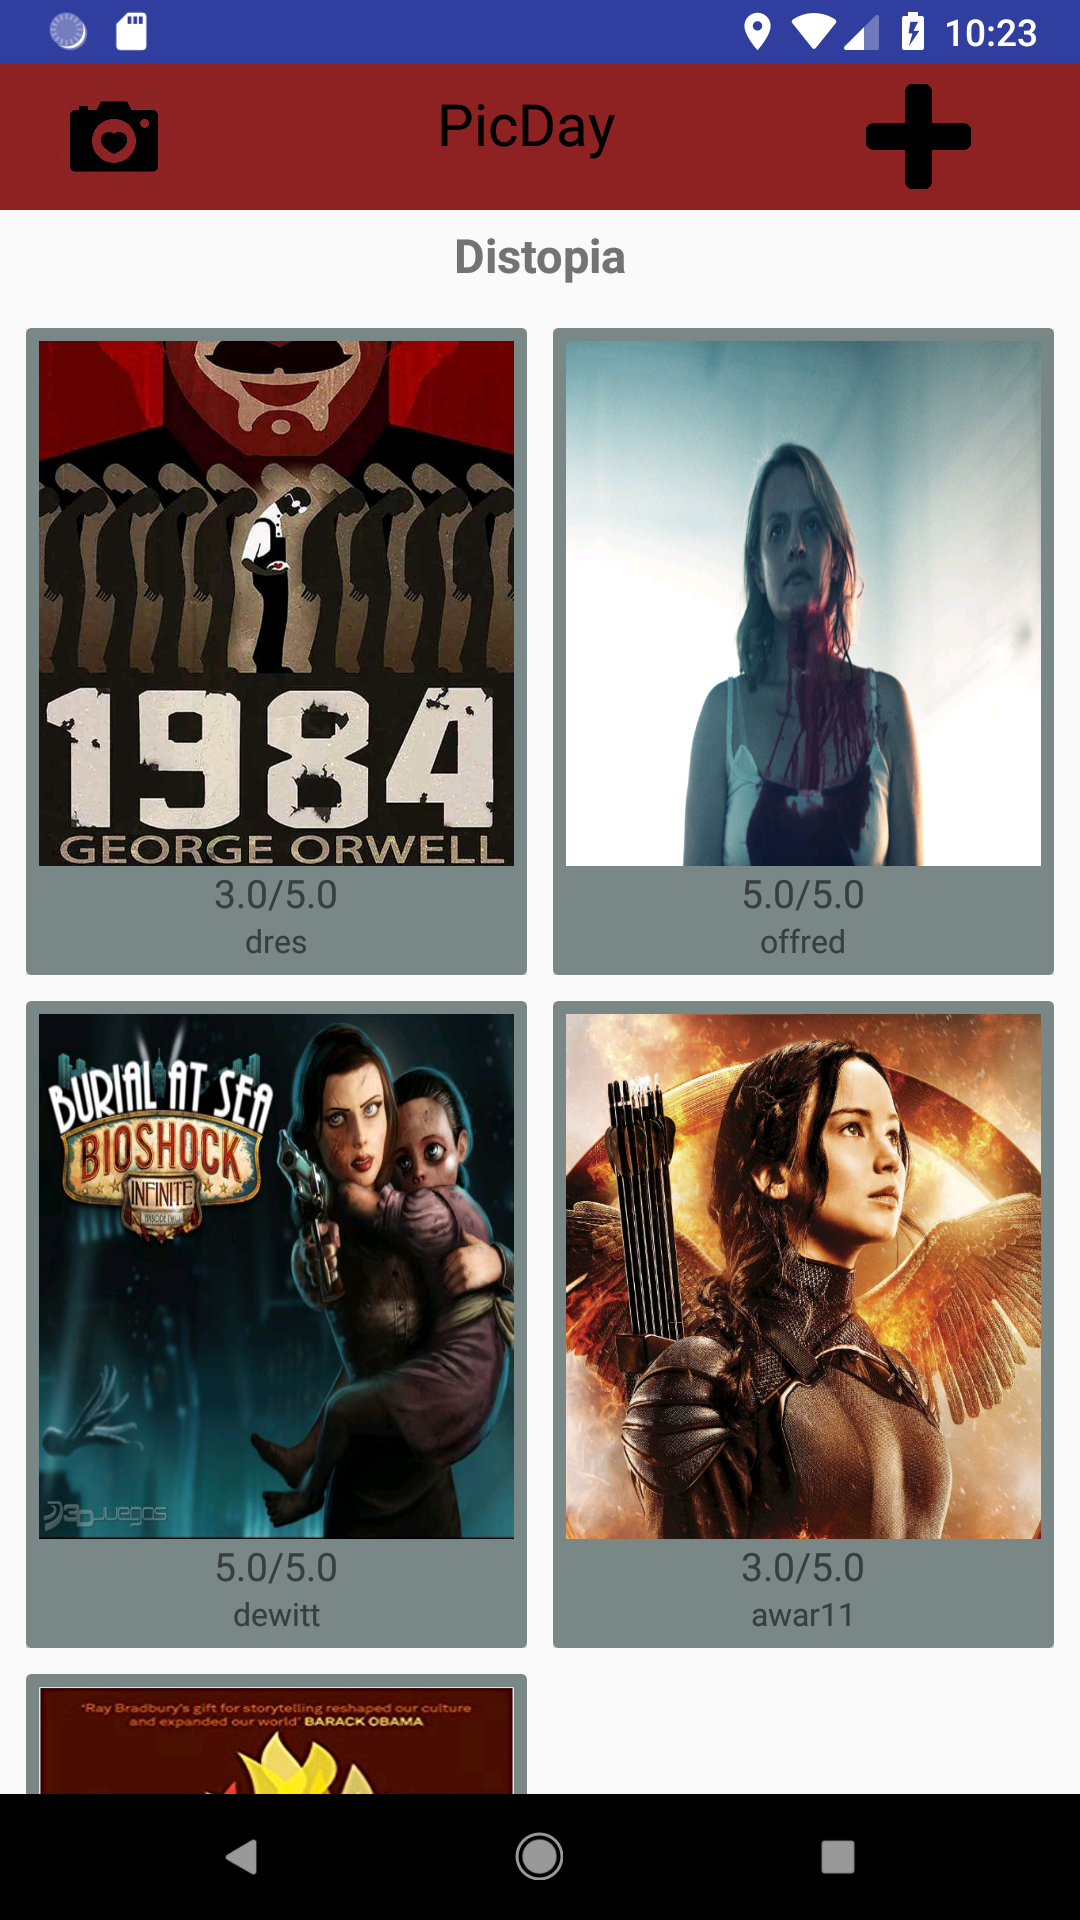 10:23
PicDay
Distopia
1984
GEORGE ORWELL
3.0/5.0
dres
5.0/5.0
offred
BURIAL AT SEA
BIOSHOCK
INFINITE
EPISODE TWO
3DJUEGOS
5.0/5.0
dewitt
3.0/5.0
awar11
'Ray Bradbury's gift for storytelling reshaped our culture
and expanded our world' BARACK OBAMA